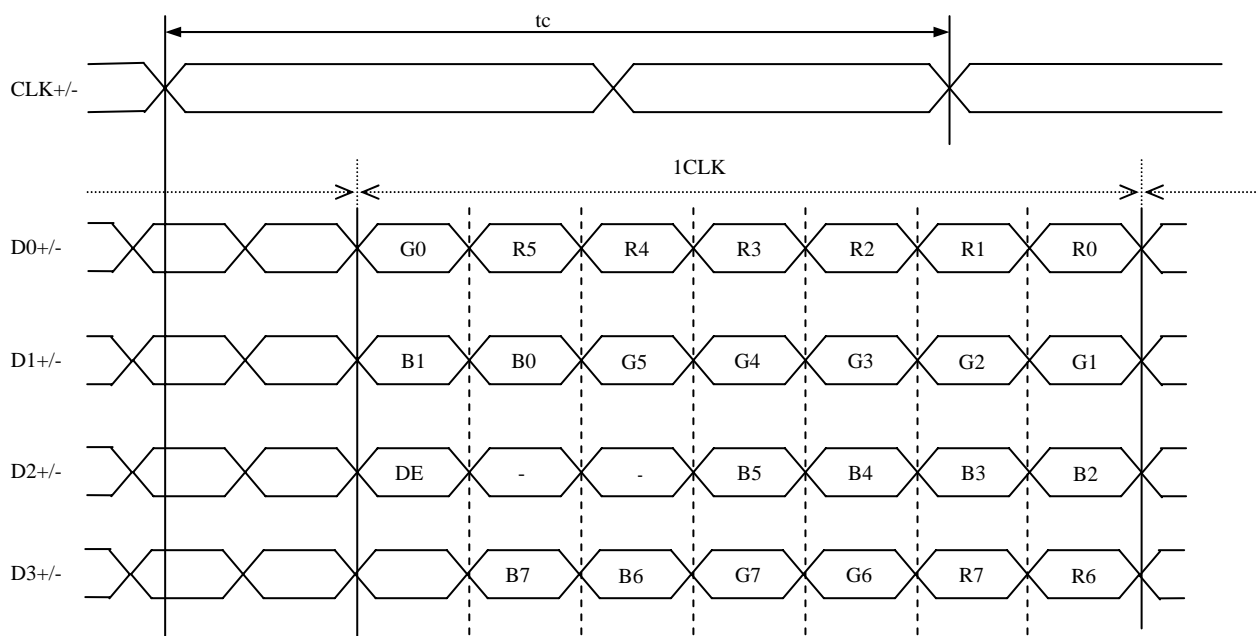 tc
CLK+/-
1CLK
D0+/- G0 R5 R4 R3 R2 R1 R0
D1+/- B1 B0 G5 G4 G3 G2 G1
D2+/- DE - - B5 B4 B3 B2
D3+/- B7 B6 G7 G6 R7 R6